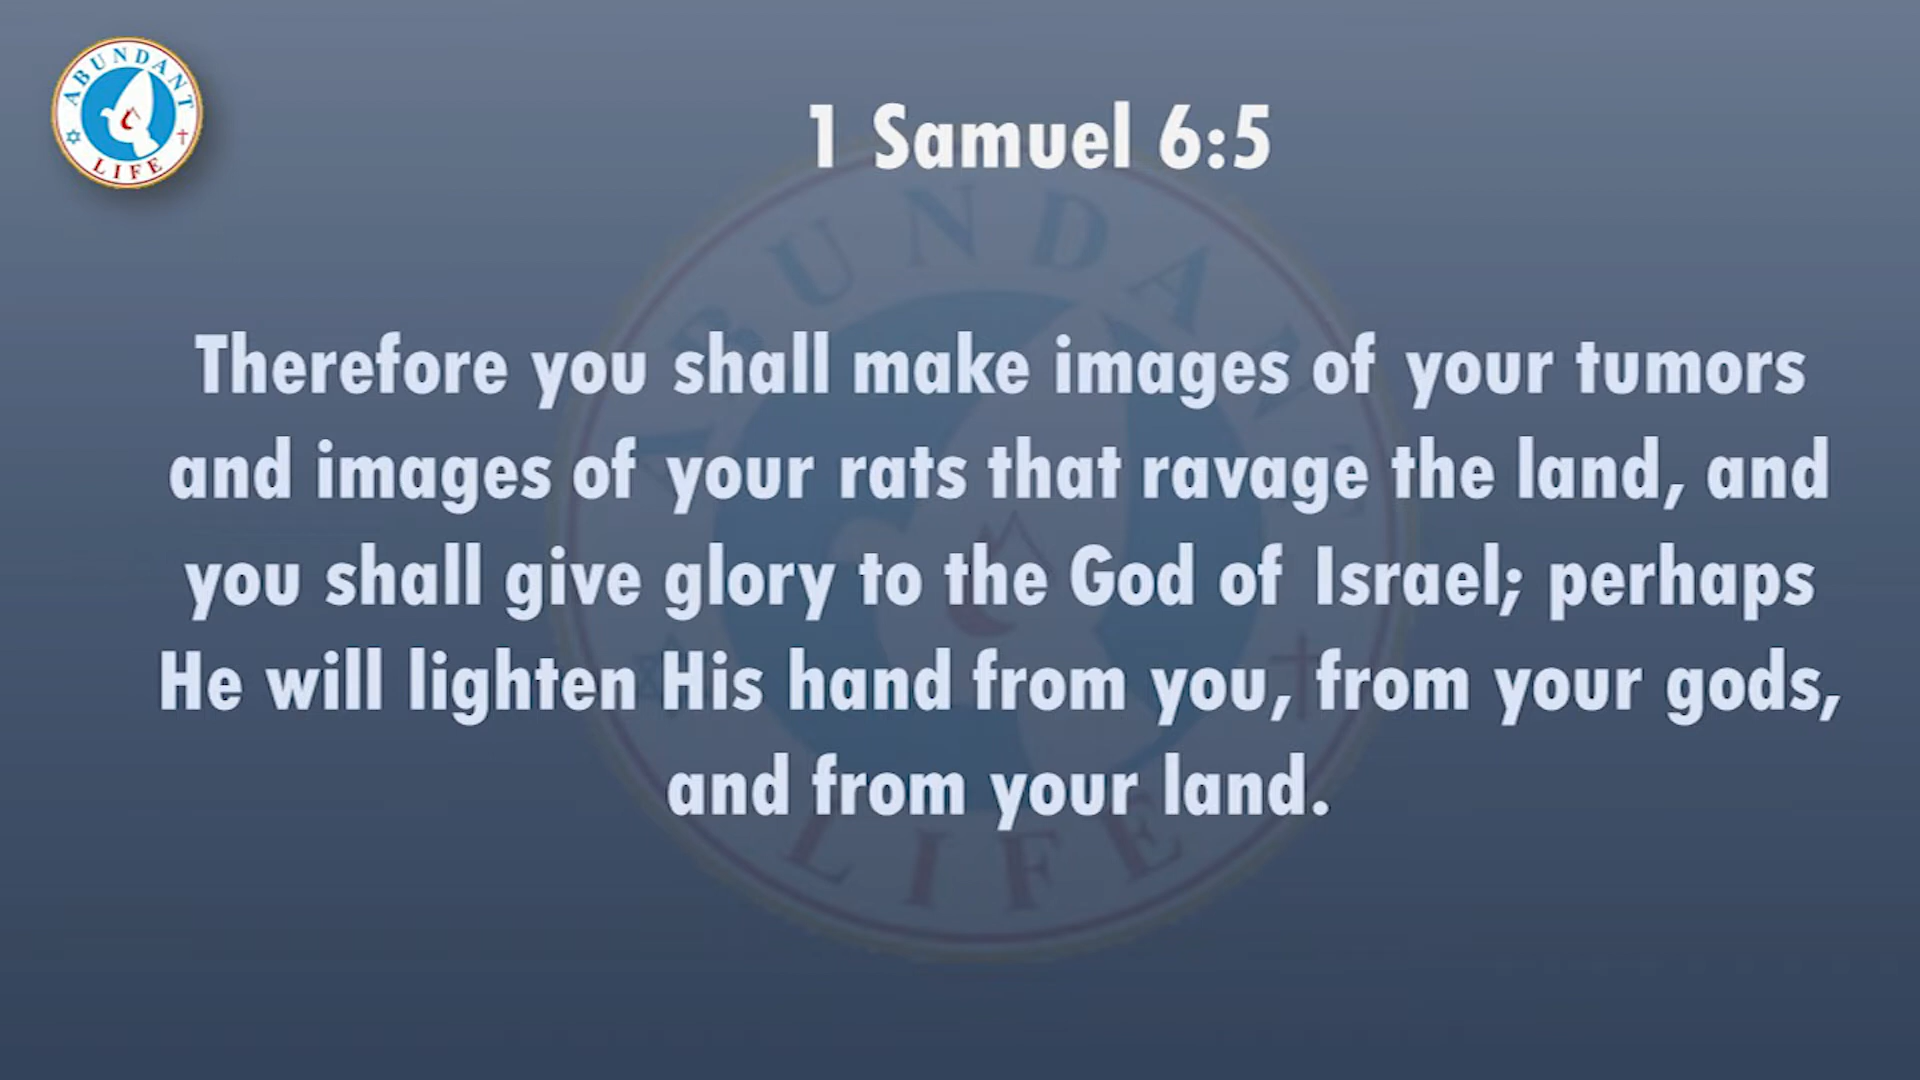 ABUNDANT
LIFE
1 Samuel 6:5
Therefore you shall make images of your tumors
and images of your rats that ravage the land, and
you shall give glory to the God of Israel; perhaps
He will lighten His hand from you, from your gods,
and from your land.
ABUNDANT
LIFE